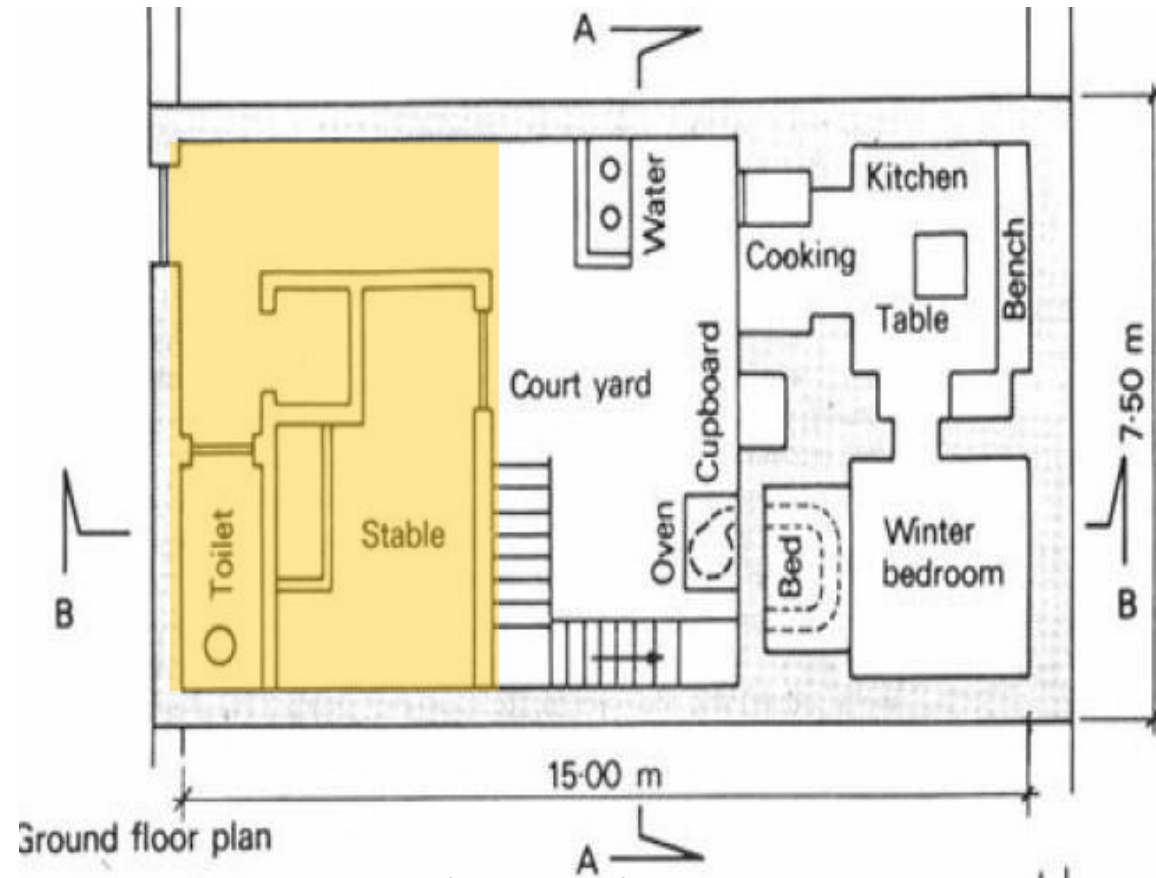 A
Water
Kitchen
Cooking
Bench
Table
Court yard
Cupboard
7·50 m
Toilet
Stable
Oven
Bed
Winter
bedroom
B
B
15·00 m
Ground floor plan
A